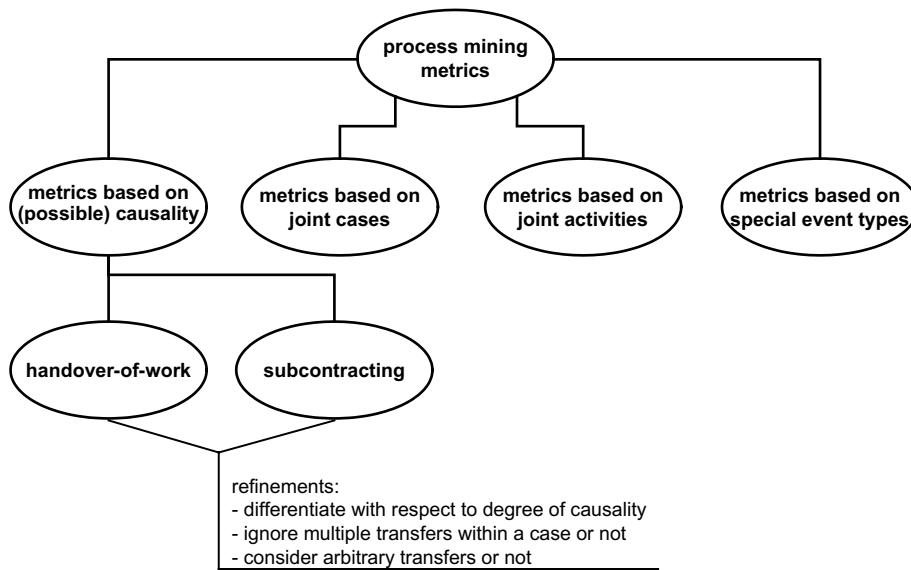 process mining
metrics
metrics based on
(possible) causality
metrics based on
joint cases
metrics based on
joint activities
metrics based on
special event types
handover-of-work
subcontracting
refinements:
- differentiate with respect to degree of causality
- ignore multiple transfers within a case or not
- consider arbitrary transfers or not